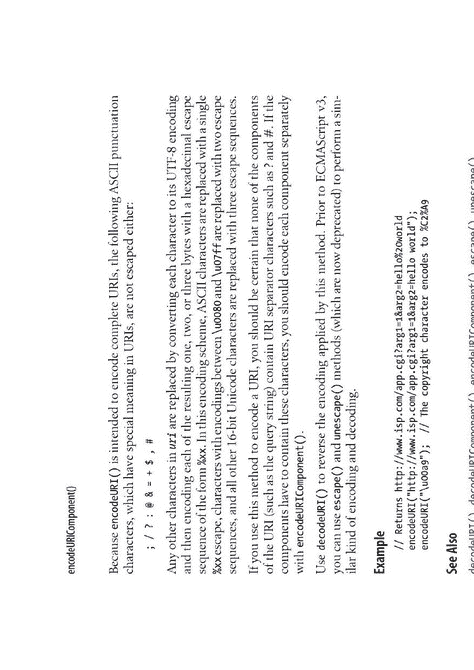 encodeURIComponent()
Because encodeURI() is intended to encode complete URIs, the following ASCII punctuation
characters, which have special meaning in URIs, are not escaped either:
; / ? : @ & = + $ , #
Any other characters in uri are replaced by converting each character to its UTF-8 encoding
and then encoding each of the resulting one, two, or three bytes with a hexadecimal escape
sequence of the form %xx. In this encoding scheme, ASCII characters are replaced with a single
%xx escape, characters with encodings between \u0080 and \u07ff are replaced with two escape
sequences, and all other 16-bit Unicode characters are replaced with three escape sequences.
If you use this method to encode a URI, you should be certain that none of the components
of the URI (such as the query string) contain URI separator characters such as ? and #. If the
components have to contain these characters, you should encode each component separately
with encodeURIComponent().
Use decodeURI() to reverse the encoding applied by this method. Prior to ECMAScript v3,
you can use escape() and unescape() methods (which are now deprecated) to perform a sim-
ilar kind of encoding and decoding.
Example
// Returns http://www.isp.com/app.cgi?arg1=1&arg2=hello%20world
encodeURI("http://www.isp.com/app.cgi?arg1=1&arg2=hello world");
encodeURI("\u00a9"); // The copyright character encodes to %C2%A9
See Also
decodeURI(), decodeURIComponent(), encodeURIComponent(), escape(), unescape()